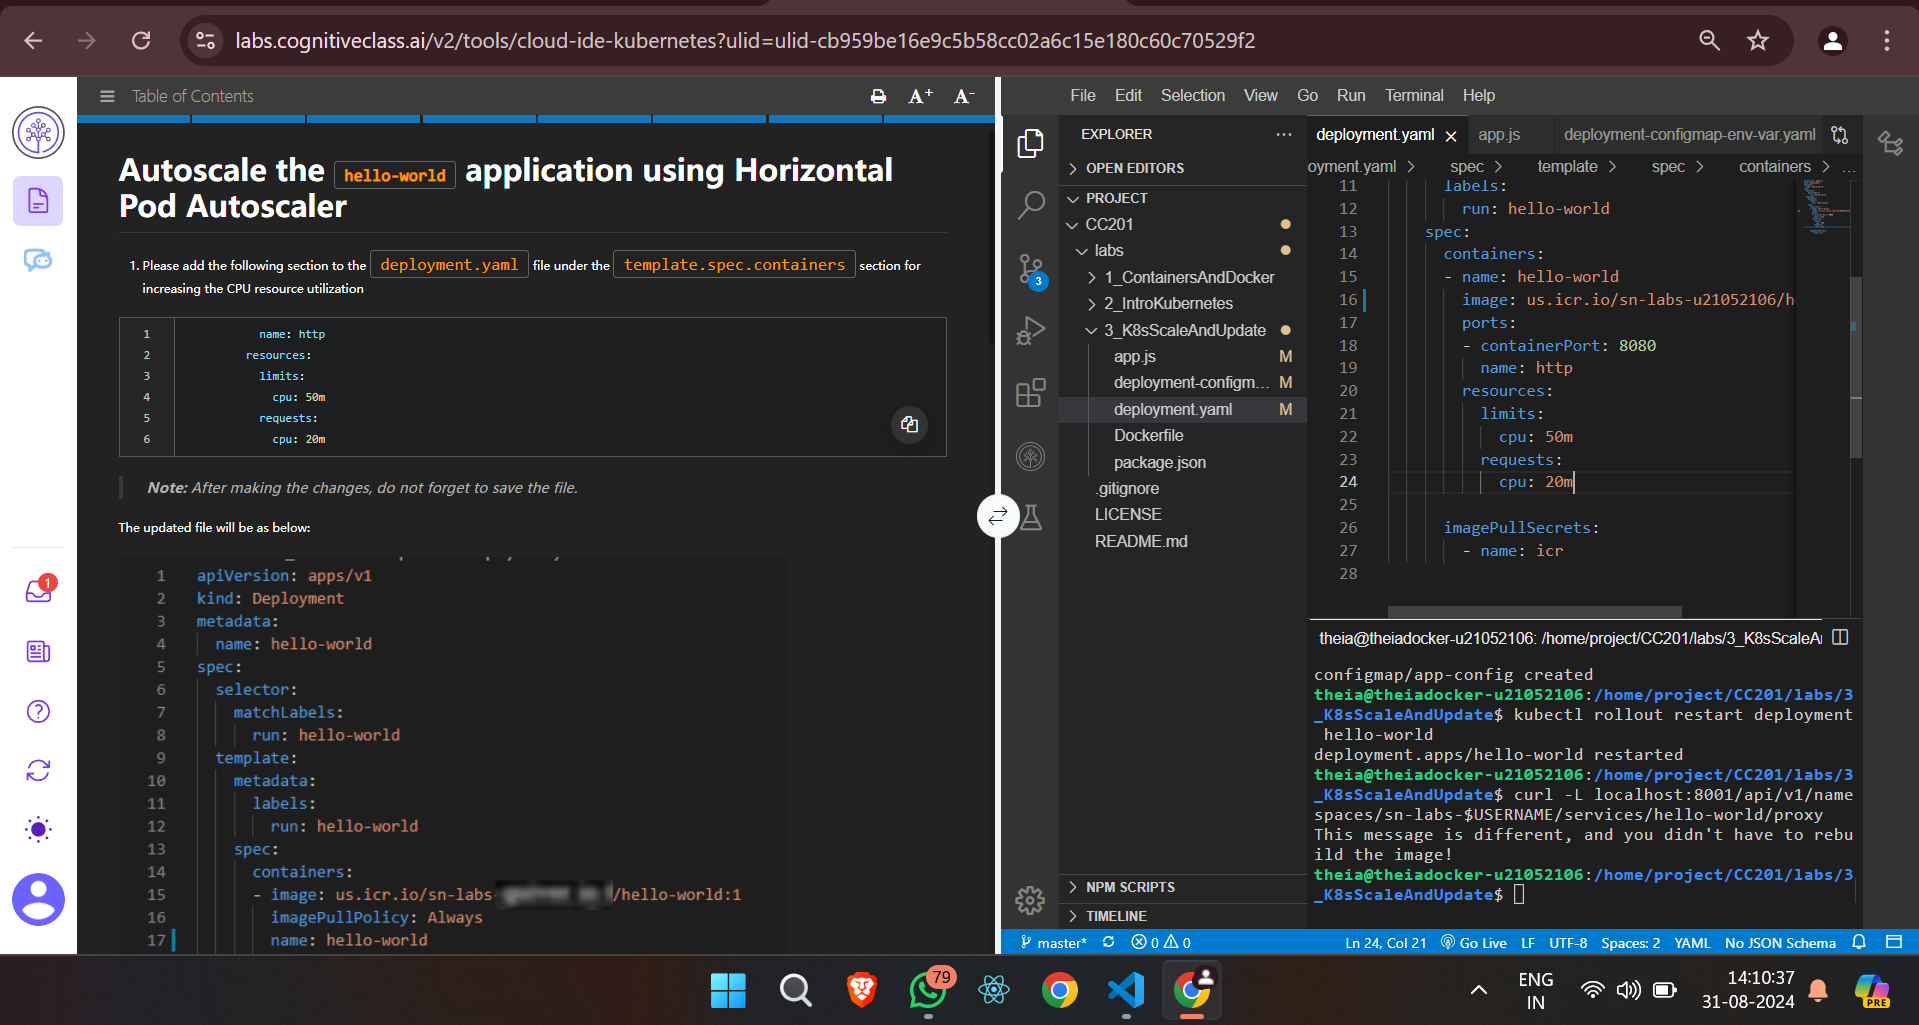 labs.cognitiveclass.ai/v2/tools/cloud-ide-kubernetes?ulid=ulid-cb959be16e9c5b58cc02a6c15e180c60c70529f2
Table of Contents
A+
A-
Autoscale the hello-world application using Horizontal
Pod Autoscaler
1. Please add the following section to the deployment.yaml file under the template.spec.containers section for
increasing the CPU resource utilization
1 name: http
2 resources:
3 limits:
4 cpu: 50m
5 requests:
6 cpu: 20m
Note: After making the changes, do not forget to save the file.
The updated file will be as below:
1 apiVersion: apps/v1
2 kind: Deployment
3 metadata:
4 name: hello-world
5 spec:
6 selector:
7 matchLabels:
8 run: hello-world
9 template:
10 metadata:
11 labels:
12 run: hello-world
13 spec:
14 containers:
15 - image: us.icr.io/sn-labs- /hello-world:1
16 imagePullPolicy: Always
17 name: hello-world
1
File Edit Selection View Go Run Terminal Help
EXPLORER
OPEN EDITORS
PROJECT
CC201
labs
1_ContainersAndDocker
2_IntroKubernetes
3_K8sScaleAndUpdate
app.js M
deployment-configm... M
deployment.yaml M
Dockerfile
package.json
.gitignore
LICENSE
README.md
NPM SCRIPTS
TIMELINE
3
deployment.yaml app.js deployment-configmap-env-var.yaml
oyment.yaml > spec > template > spec > containers > ...
11 labels:
12 run: hello-world
13 spec:
14 containers:
15 - name: hello-world
16 image: us.icr.io/sn-labs-u21052106/h
17 ports:
18 - containerPort: 8080
19 name: http
20 resources:
21 limits:
22 cpu: 50m
23 requests:
24 cpu: 20m
25
26 imagePullSecrets:
27 - name: icr
28
theia@theiadocker-u21052106: /home/project/CC201/labs/3_K8sScaleA
configmap/app-config created
theia@theiadocker-u21052106:/home/project/CC201/labs/3
_K8sScaleAndUpdate$ kubectl rollout restart deployment
hello-world
deployment.apps/hello-world restarted
theia@theiadocker-u21052106:/home/project/CC201/labs/3
_K8sScaleAndUpdate$ curl -L localhost:8001/api/v1/name
spaces/sn-labs-$USERNAME/services/hello-world/proxy
This message is different, and you didn't have to rebu
ild the image!
theia@theiadocker-u21052106:/home/project/CC201/labs/3
_K8sScaleAndUpdate$
master* 0 0 Ln 24, Col 21 Go Live LF UTF-8 Spaces: 2 YAML No JSON Schema
79
ENG
IN
14:10:37
31-08-2024
PRE